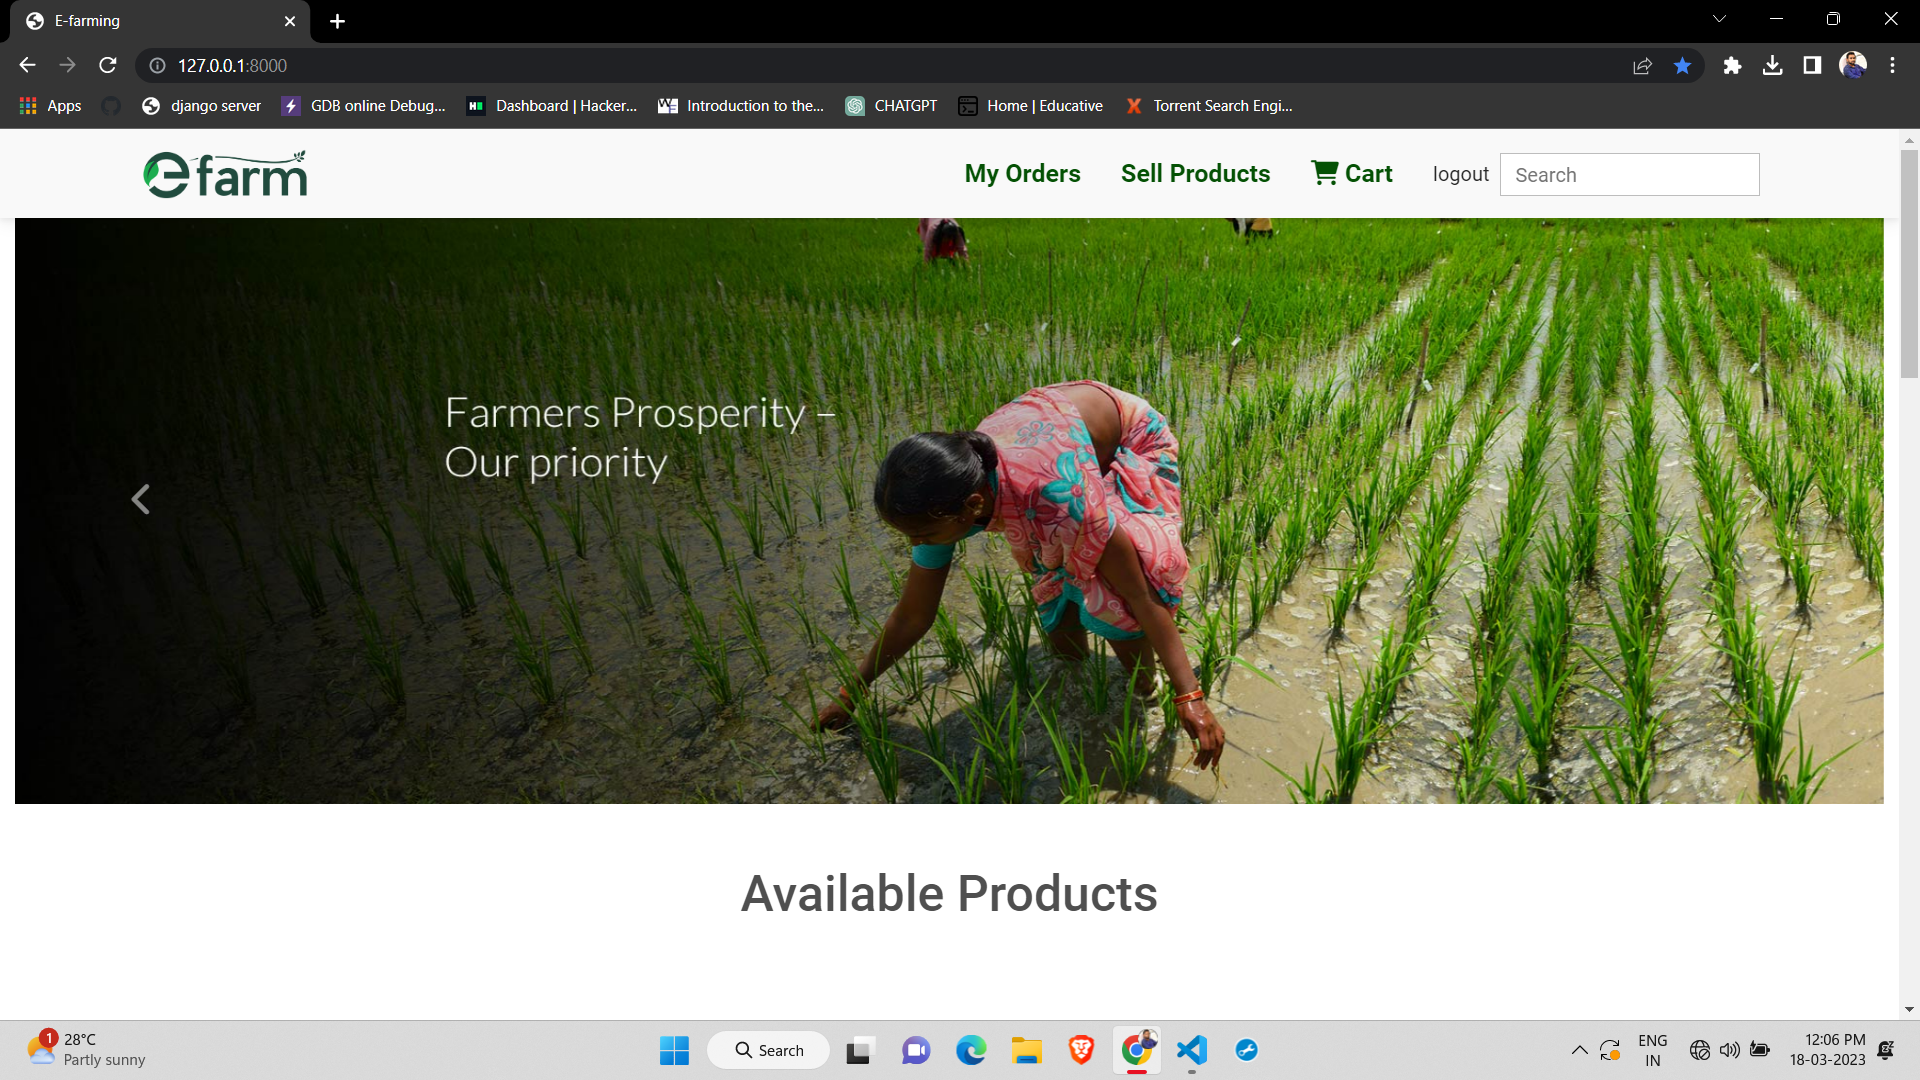 E-farming
127.0.0.1:8000
Apps
django server
GDB online Debug...
Dashboard | Hacker...
Introduction to the...
CHATGPT
Home | Educative
Torrent Search Engi...
efarm
My Orders
Sell Products
Cart
logout
Search
Farmers Prosperity –
Our priority
Available Products
1
28°C
Partly sunny
Search
ENG
IN
12:06 PM
18-03-2023